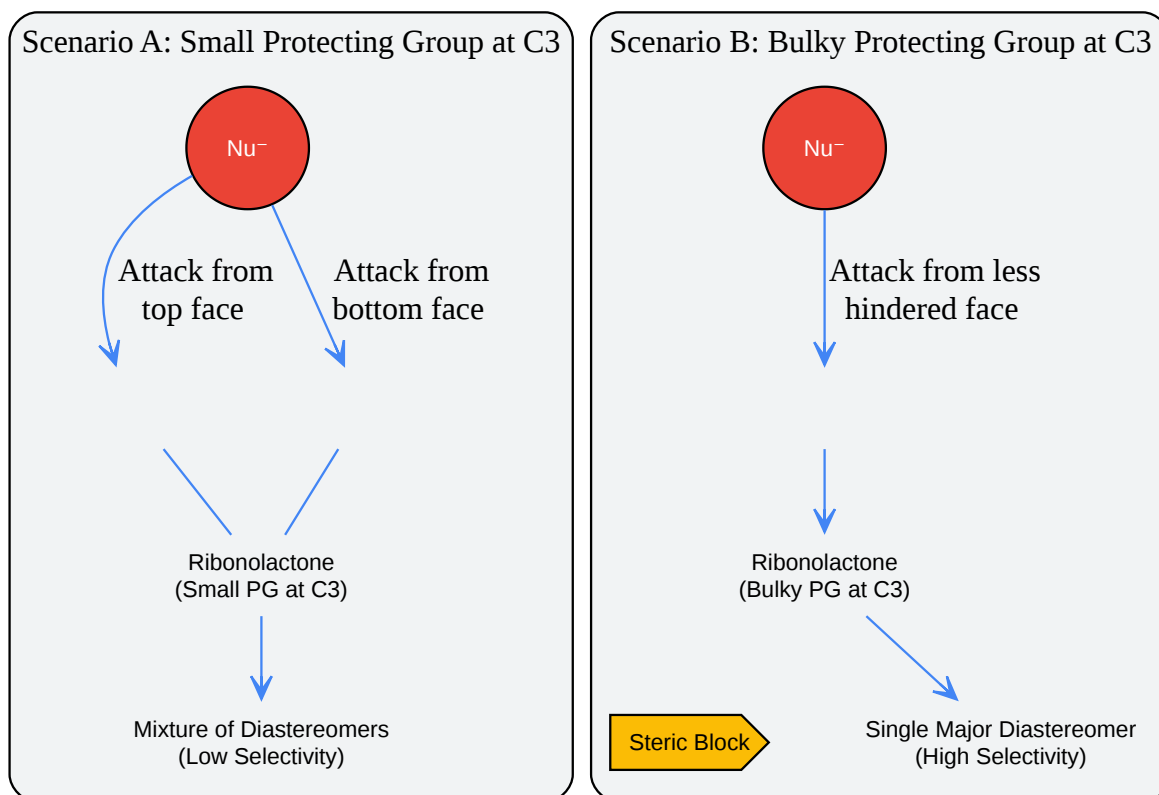 Scenario A: Small Protecting Group at C3
Nu⁻
Attack from
top face
Attack from
bottom face
Ribonolactone
(Small PG at C3)
Mixture of Diastereomers
(Low Selectivity)
Scenario B: Bulky Protecting Group at C3
Nu⁻
Attack from less
hindered face
Ribonolactone
(Bulky PG at C3)
Steric Block
Single Major Diastereomer
(High Selectivity)